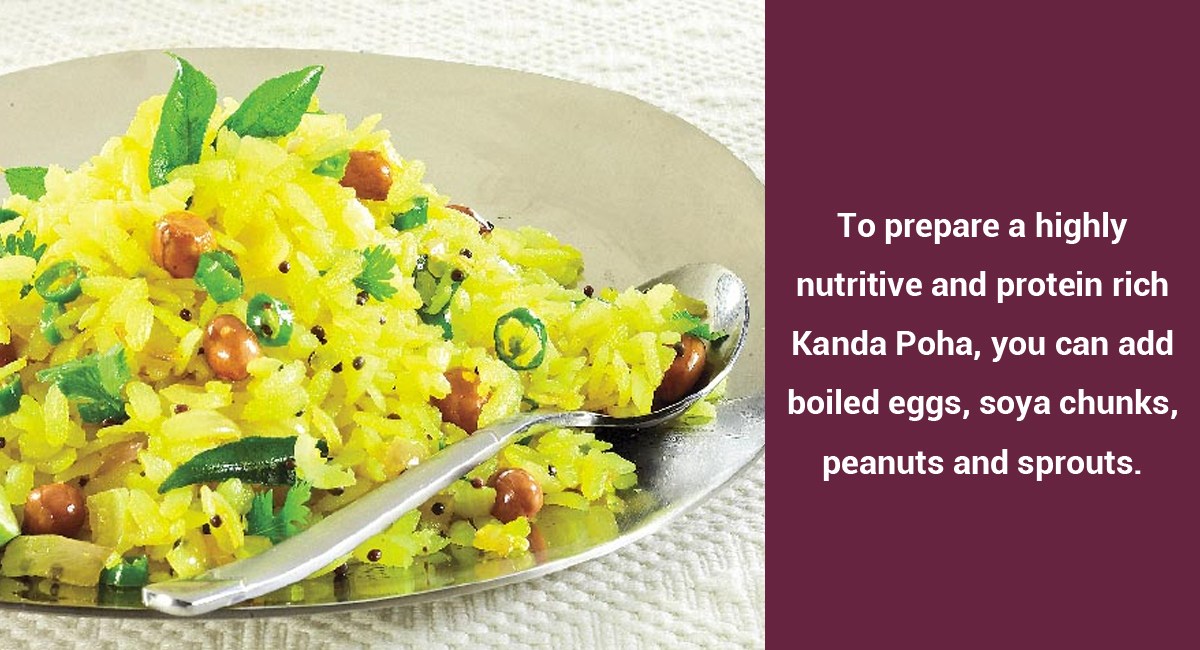 To prepare a highly
nutritive and protein rich
Kanda Poha, you can add
boiled eggs, soya chunks,
peanuts and sprouts.